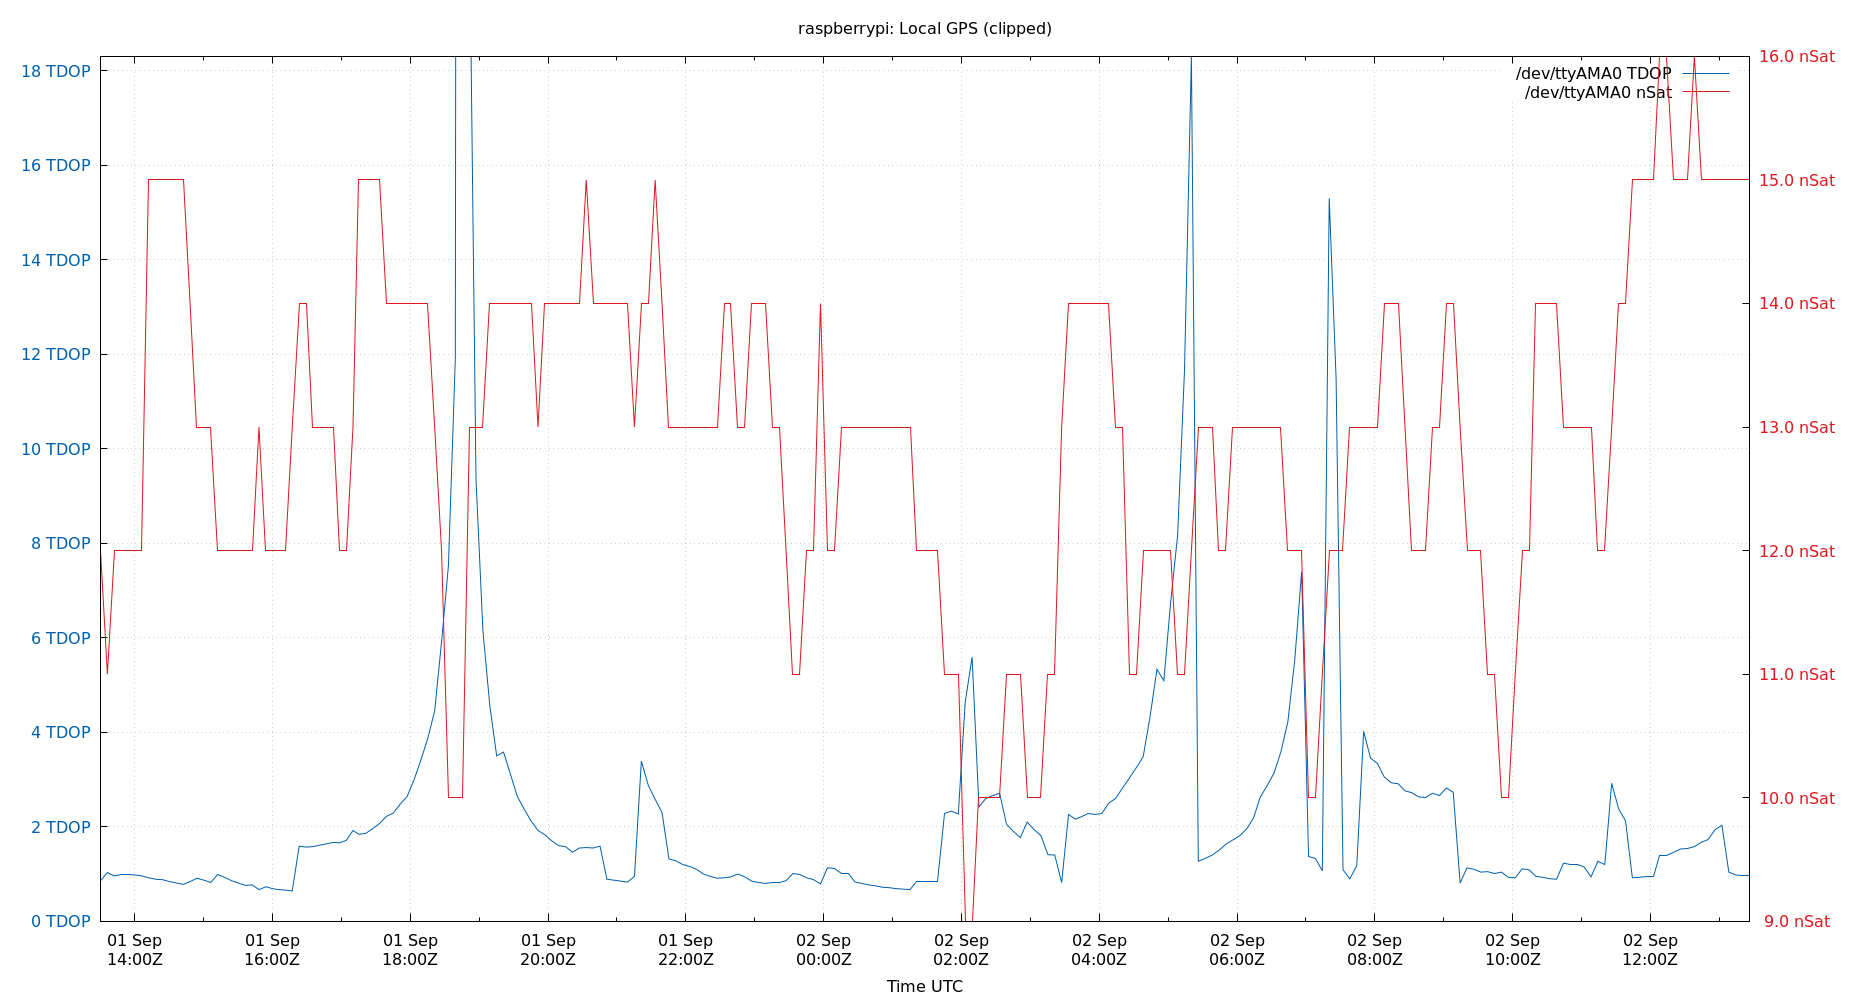 raspberrypi: Local GPS (clipped)
18 TDOP
16 TDOP
14 TDOP
12 TDOP
10 TDOP
8 TDOP
6 TDOP
4 TDOP
2 TDOP
0 TDOP
16.0 nSat
15.0 nSat
14.0 nSat
13.0 nSat
12.0 nSat
11.0 nSat
10.0 nSat
9.0 nSat
/dev/ttyAMA0 TDOP
/dev/ttyAMA0 nSat
01 Sep
14:00Z
01 Sep
16:00Z
01 Sep
18:00Z
01 Sep
20:00Z
01 Sep
22:00Z
02 Sep
00:00Z
02 Sep
02:00Z
02 Sep
04:00Z
02 Sep
06:00Z
02 Sep
08:00Z
02 Sep
10:00Z
02 Sep
12:00Z
Time UTC